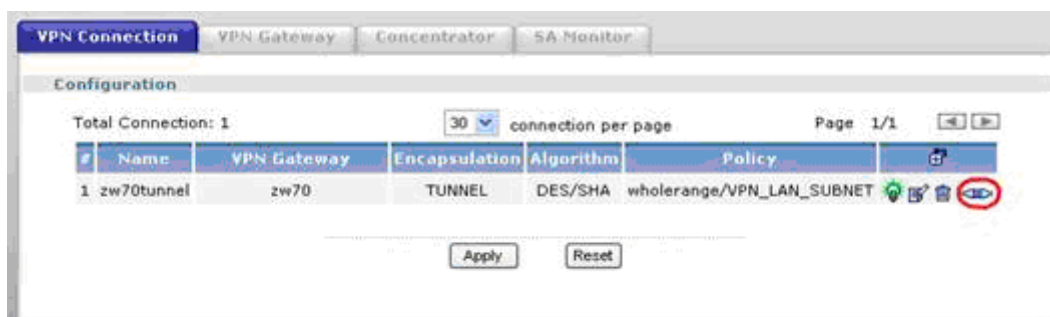 VPN Connection VPN Gateway Concentrator SA Monitor
Configuration
Total Connection: 1 30 connection per page Page 1/1
# Name VPN Gateway Encapsulation Algorithm Policy
1 zw70tunnel zw70 TUNNEL DES/SHA wholerange/VPN_LAN_SUBNET
Apply Reset